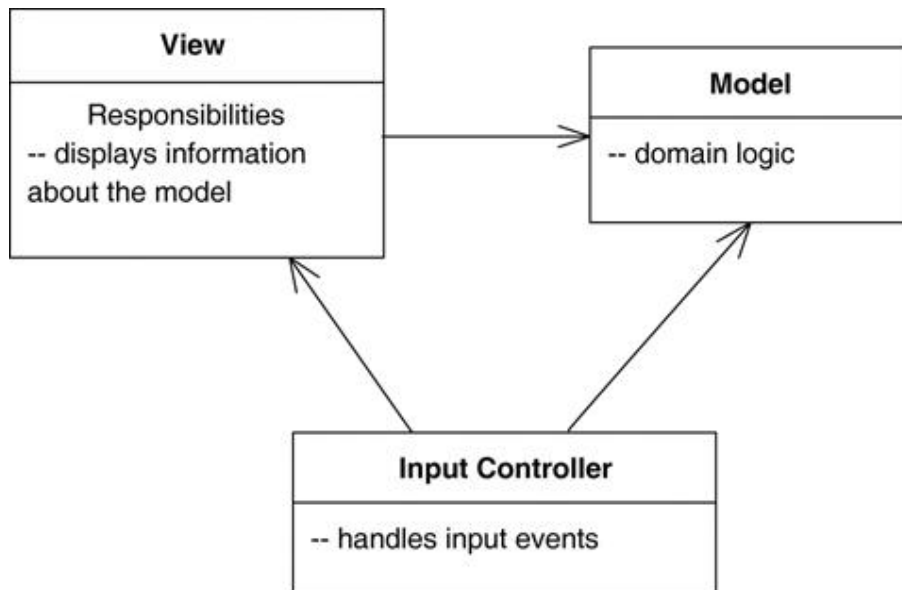 View
Responsibilities
-- displays information
about the model
Model
-- domain logic
Input Controller
-- handles input events